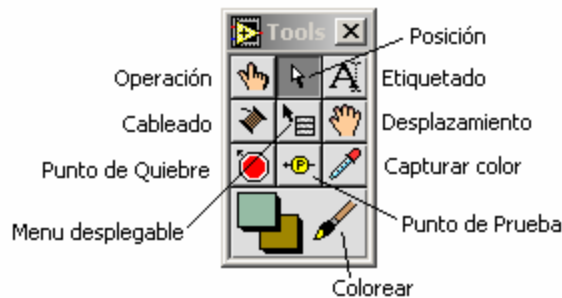 Tools
Posición
Operación
Etiquetado
Cableado
Desplazamiento
Punto de Quiebre
Capturar color
Menu desplegable
Punto de Prueba
Colorear